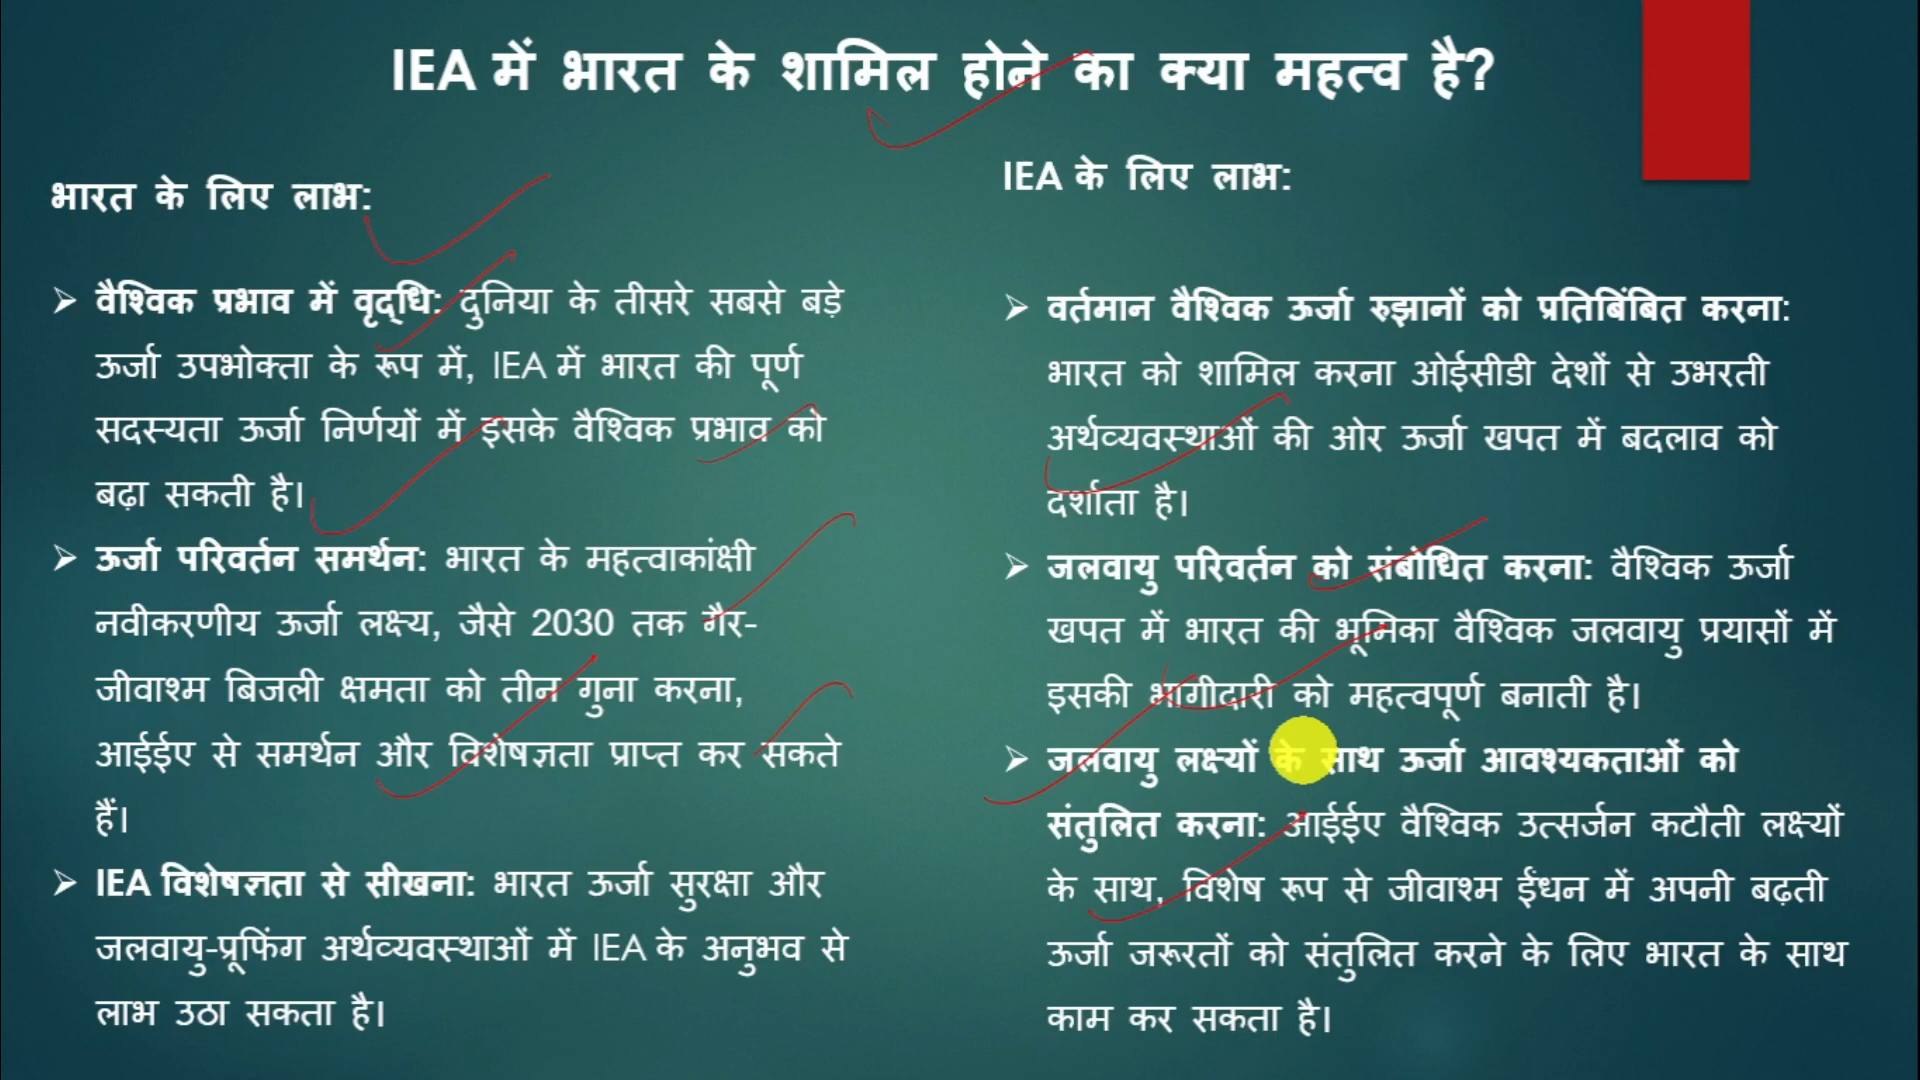 IEA में भारत के शामिल होने का क्या महत्व है?
भारत के लिए लाभ:
वैश्विक प्रभाव में वृद्धि: दुनिया के तीसरे सबसे बड़े
ऊर्जा उपभोक्ता के रूप में, IEA में भारत की पूर्ण
सदस्यता ऊर्जा निर्णयों में इसके वैश्विक प्रभाव को
बढ़ा सकती है।
ऊर्जा परिवर्तन समर्थन: भारत के महत्वाकांक्षी
नवीकरणीय ऊर्जा लक्ष्य, जैसे 2030 तक गैर-
जीवाश्म बिजली क्षमता को तीन गुना करना,
आईईए से समर्थन और विशेषज्ञता प्राप्त कर सकते
हैं।
IEA विशेषज्ञता से सीखना: भारत ऊर्जा सुरक्षा और
जलवायु-प्रूफिंग अर्थव्यवस्थाओं में IEA के अनुभव से
लाभ उठा सकता है।
IEA के लिए लाभ:
वर्तमान वैश्विक ऊर्जा रुझानों को प्रतिबिंबित करना:
भारत को शामिल करना ओईसीडी देशों से उभरती
अर्थव्यवस्थाओं की ओर ऊर्जा खपत में बदलाव को
दर्शाता है।
जलवायु परिवर्तन को संबोधित करना: वैश्विक ऊर्जा
खपत में भारत की भूमिका वैश्विक जलवायु प्रयासों में
इसकी भागीदारी को महत्वपूर्ण बनाती है।
जलवायु लक्ष्यों के साथ ऊर्जा आवश्यकताओं को
संतुलित करना: आईईए वैश्विक उत्सर्जन कटौती लक्ष्यों
के साथ, विशेष रूप से जीवाश्म ईंधन में अपनी बढ़ती
ऊर्जा जरूरतों को संतुलित करने के लिए भारत के साथ
काम कर सकता है।